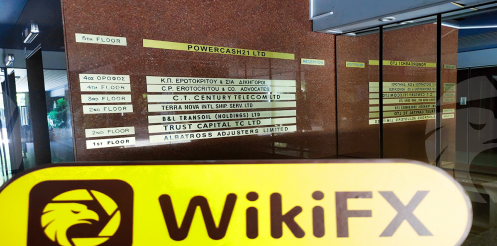 5TH FLOOR
POWERCASH21 LTD
4ος ΟΡΟΦΟΣ Κ.Π. ΕΡΩΤΟΚΡΙΤΟΥ & ΣΙΑ ΔΙΚΗΓΟΡΟΙ
4TH FLOOR C.P. EROTOCRITOU & CO ADVOCATES
3RD FLOOR C.T. CENTURY TELECOM LTD
2ND FLOOR TERRA NOVA INTL SHIP. SERV. LTD
B&L TRANSOIL (HOLDINGS) LTD
2ND FLOOR TRUST CAPITAL TC LTD
1ST FLOOR ALBATROSS ADJUSTERS LIMITED
WikiFX